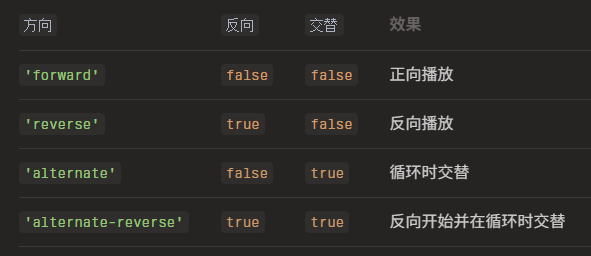 方向 反向 交替 效果
'forward' false false 正向播放
'reverse' true false 反向播放
'alternate' false true 循环时交替
'alternate-reverse' true true 反向开始并在循环时交替